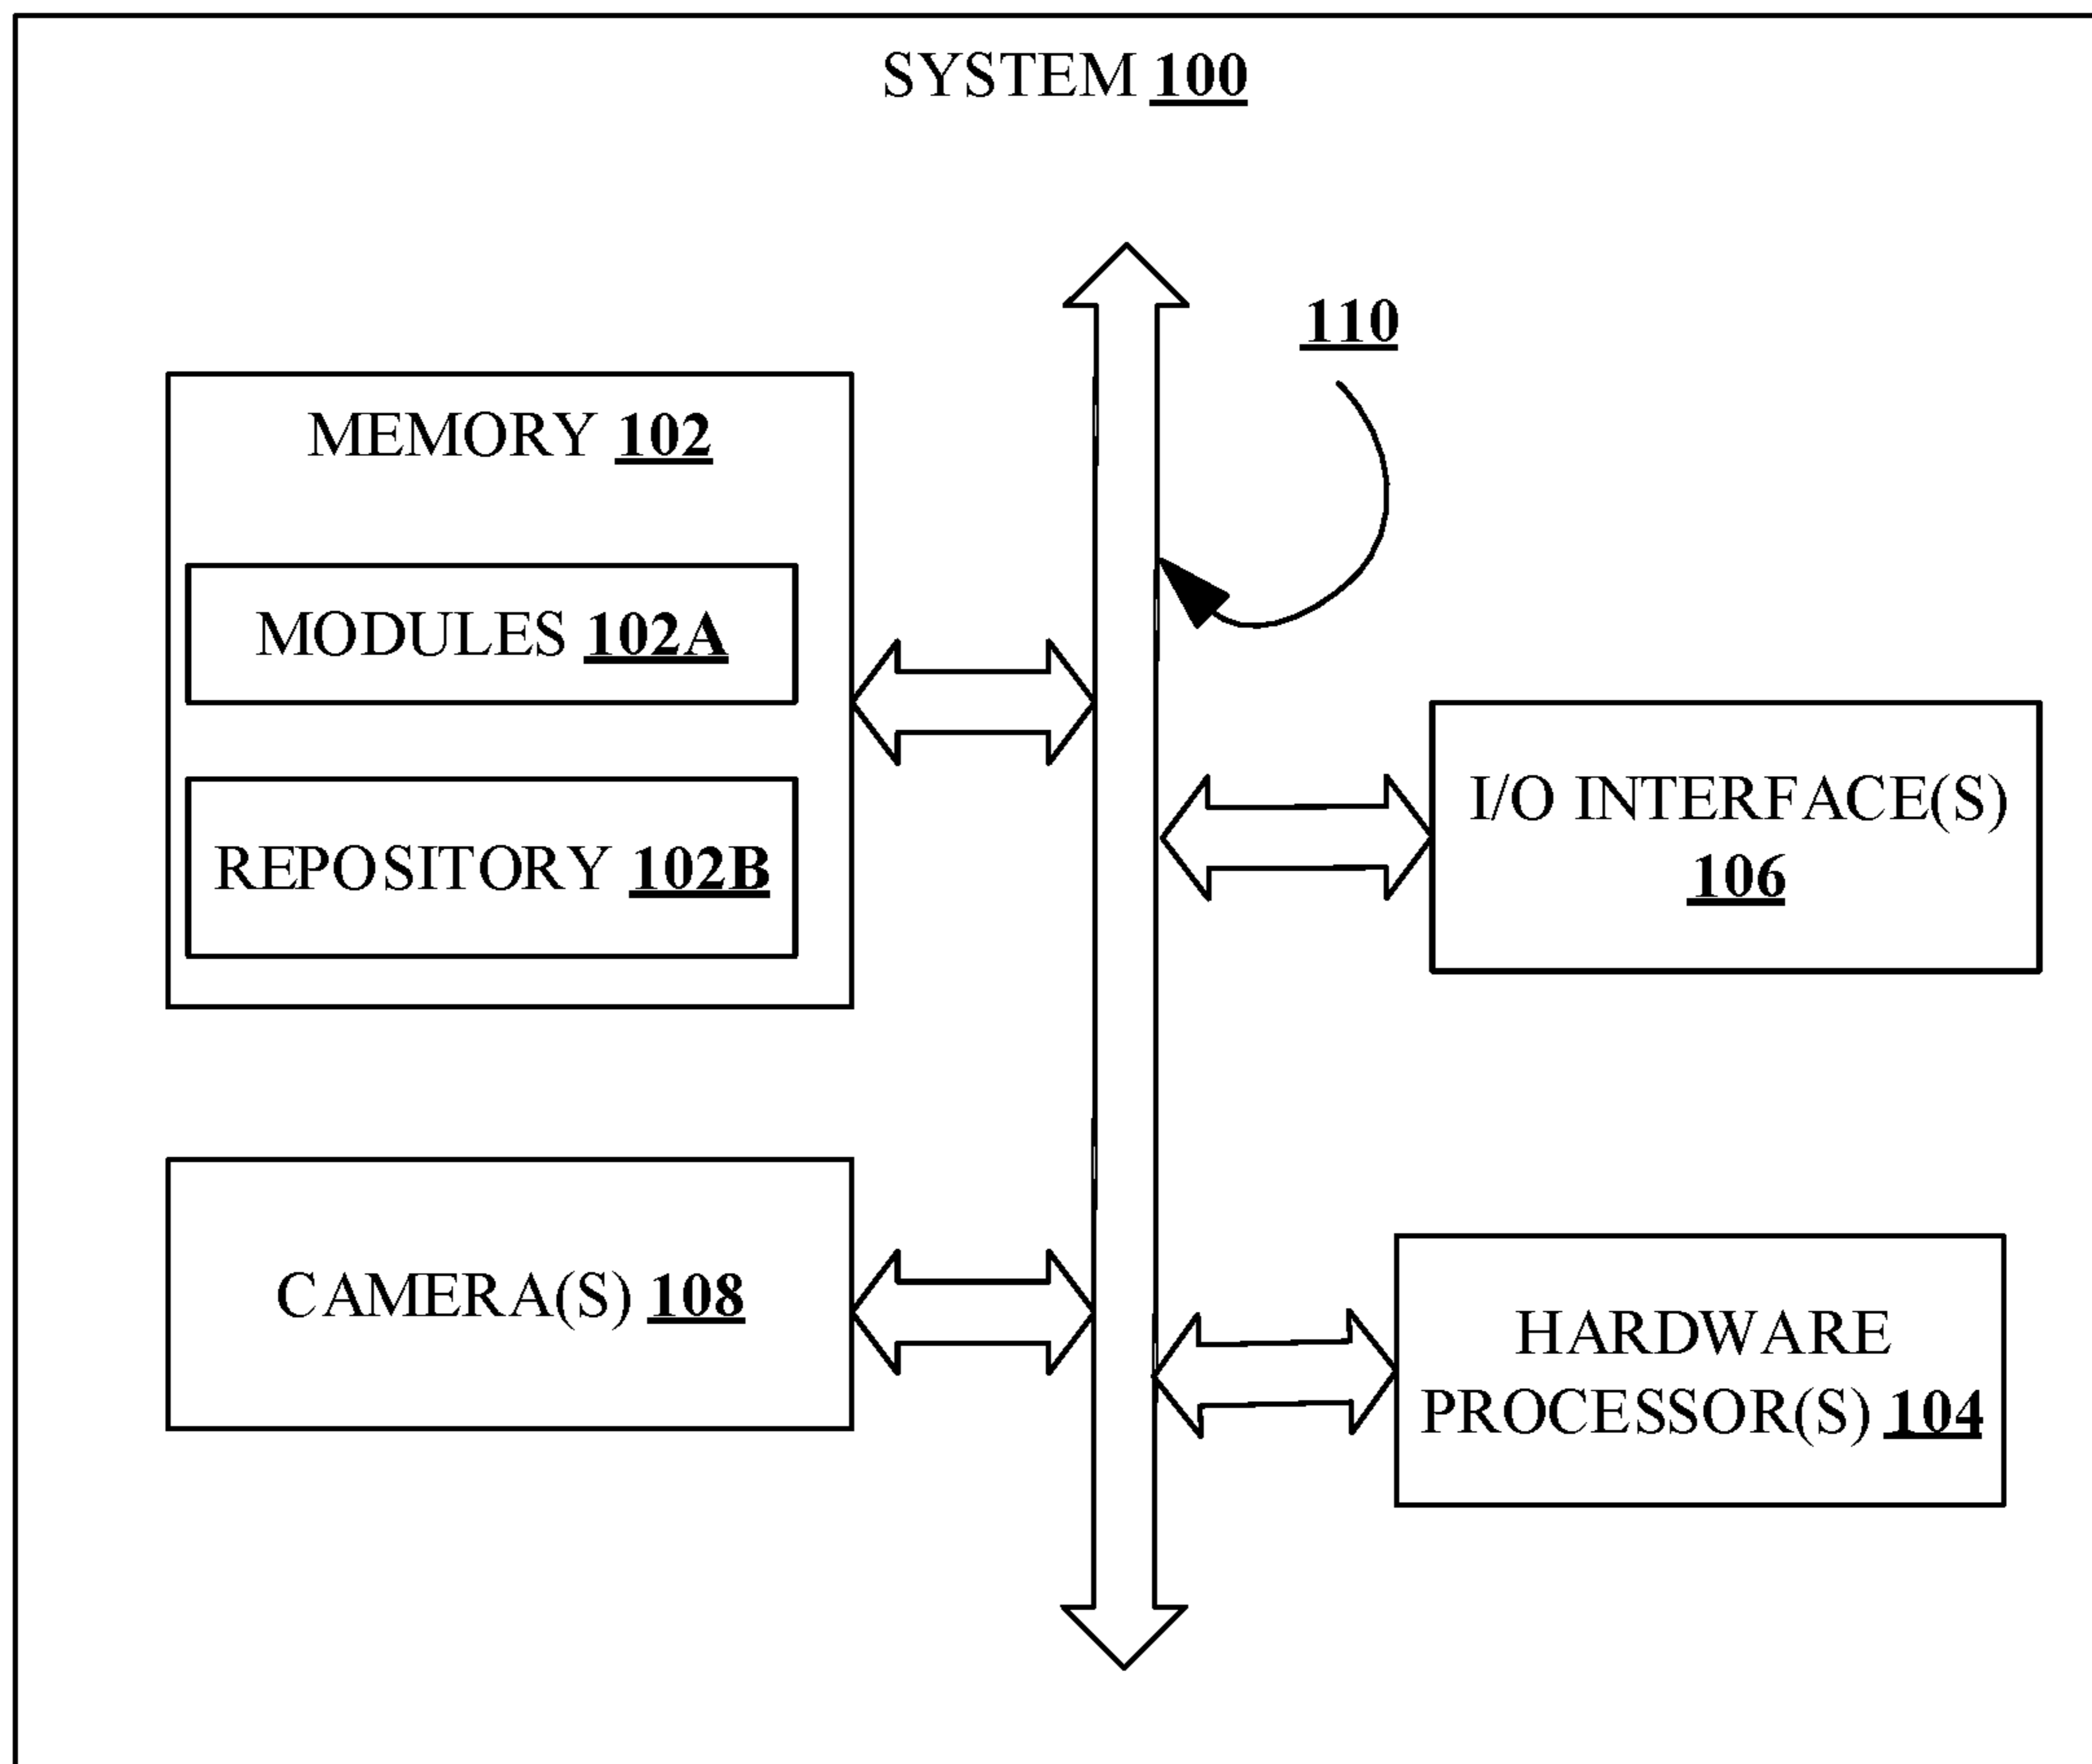 SYSTEM 100
110
MEMORY 102
MODULES 102A
REPOSITORY 102B
I/O INTERFACE(S)
106
CAMERA(S) 108
HARDWARE
PROCESSOR(S) 104